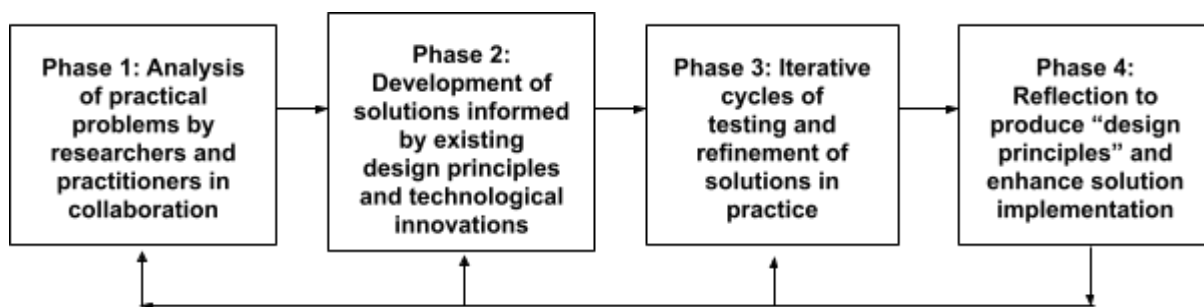 Phase 1: Analysis
of practical
problems by
researchers and
practitioners in
collaboration
Phase 2:
Development of
solutions informed
by existing
design principles
and technological
innovations
Phase 3: Iterative
cycles of
testing and
refinement of
solutions in
practice
Phase 4:
Reflection to
produce “design
principles” and
enhance solution
implementation